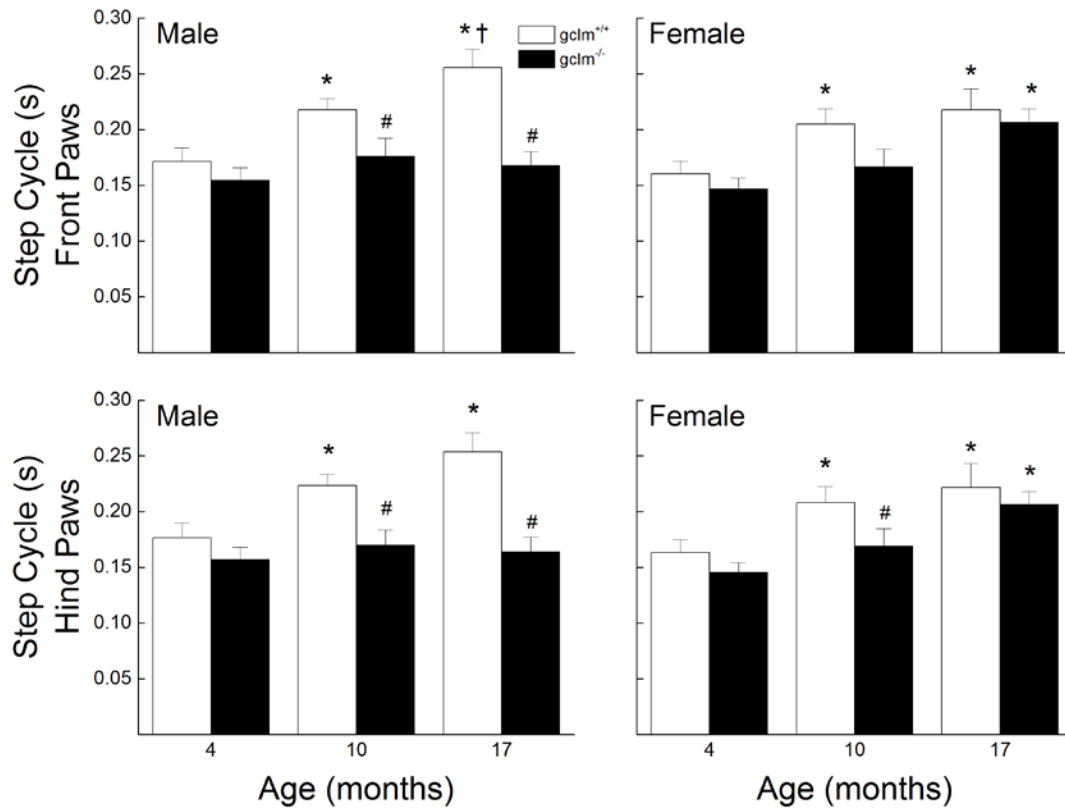 Step Cycle (s)
Front Paws
0.30
0.25
0.20
0.15
0.10
0.05
Male
*
#
* †
#
gclm+/+
gclm-/-
Female
*
*
*
Step Cycle (s)
Hind Paws
0.30
0.25
0.20
0.15
0.10
0.05
Male
*
#
*
#
Female
*
#
*
*
4 10 17
4 10 17
Age (months)
Age (months)